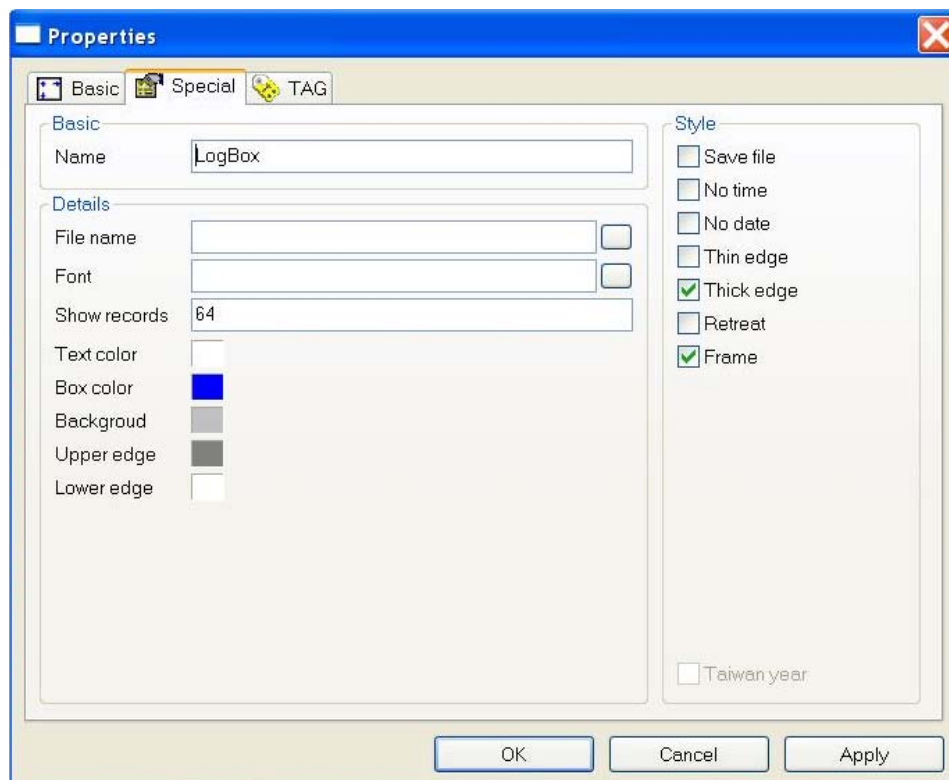 Properties
Basic
Special
TAG
Basic
Name
LogBox
Details
File name
Font
Show records
64
Text color
Box color
Backgroud
Upper edge
Lower edge
Style
Save file
No time
No date
Thin edge
Thick edge
Retreat
Frame
Taiwan year
OK
Cancel
Apply